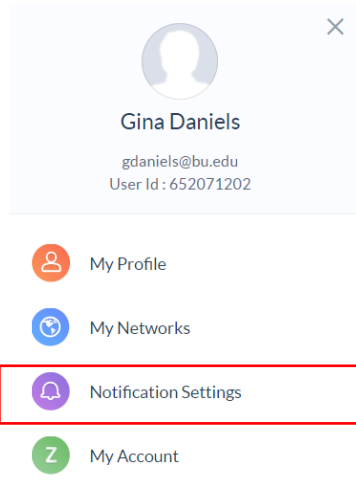 Gina Daniels
gdaniels@bu.edu
User Id : 652071202
My Profile
My Networks
Notification Settings
Z My Account